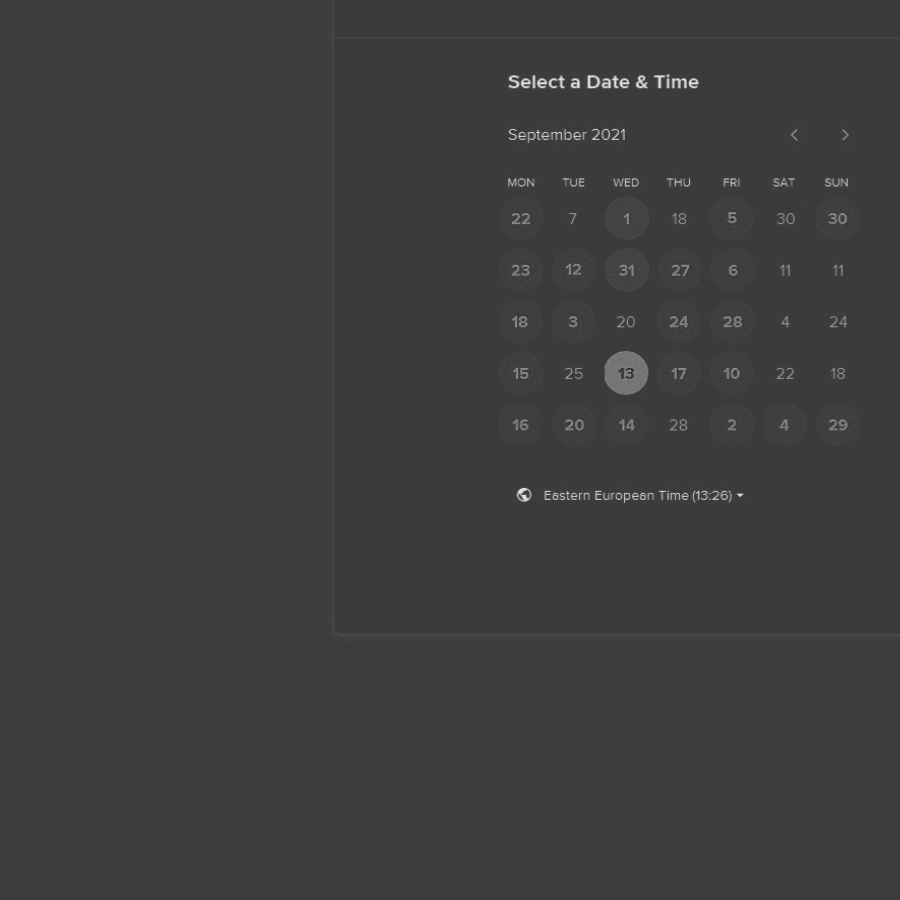 Select a Date & Time
September 2021
MON TUE WED THU FRI SAT SUN
22 7 1 18 5 30 30
23 12 31 27 6 11 11
18 3 20 24 28 4 24
15 25 13 17 10 22 18
16 20 14 28 2 4 29
Eastern European Time (13:26)